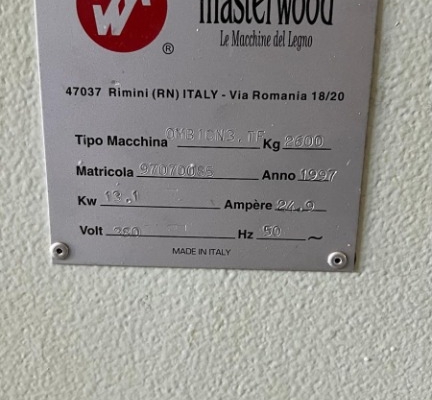 masterwood
®
Le Macchine del Legno
47037 Rimini (RN) ITALY - Via Romania 18/20
Tipo Macchina Kg 2600
Matricola Anno 1997
Kw 13.1 Ampère 24.9
Volt Hz 50 ~
MADE IN ITALY